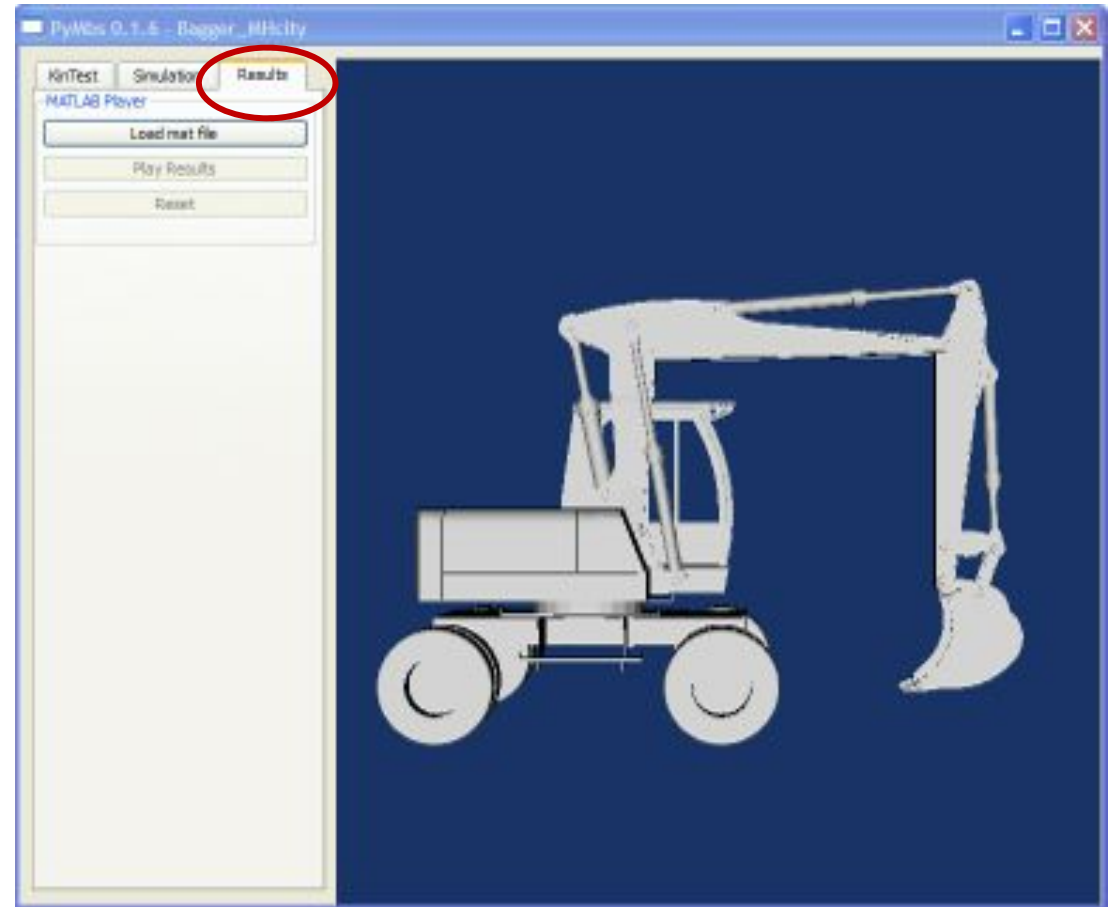 PyMbs 0.1.6 - Bagger_MHcity
KinTest Simulation Results
MATLAB Player
Load mat file
Play Results
Reset